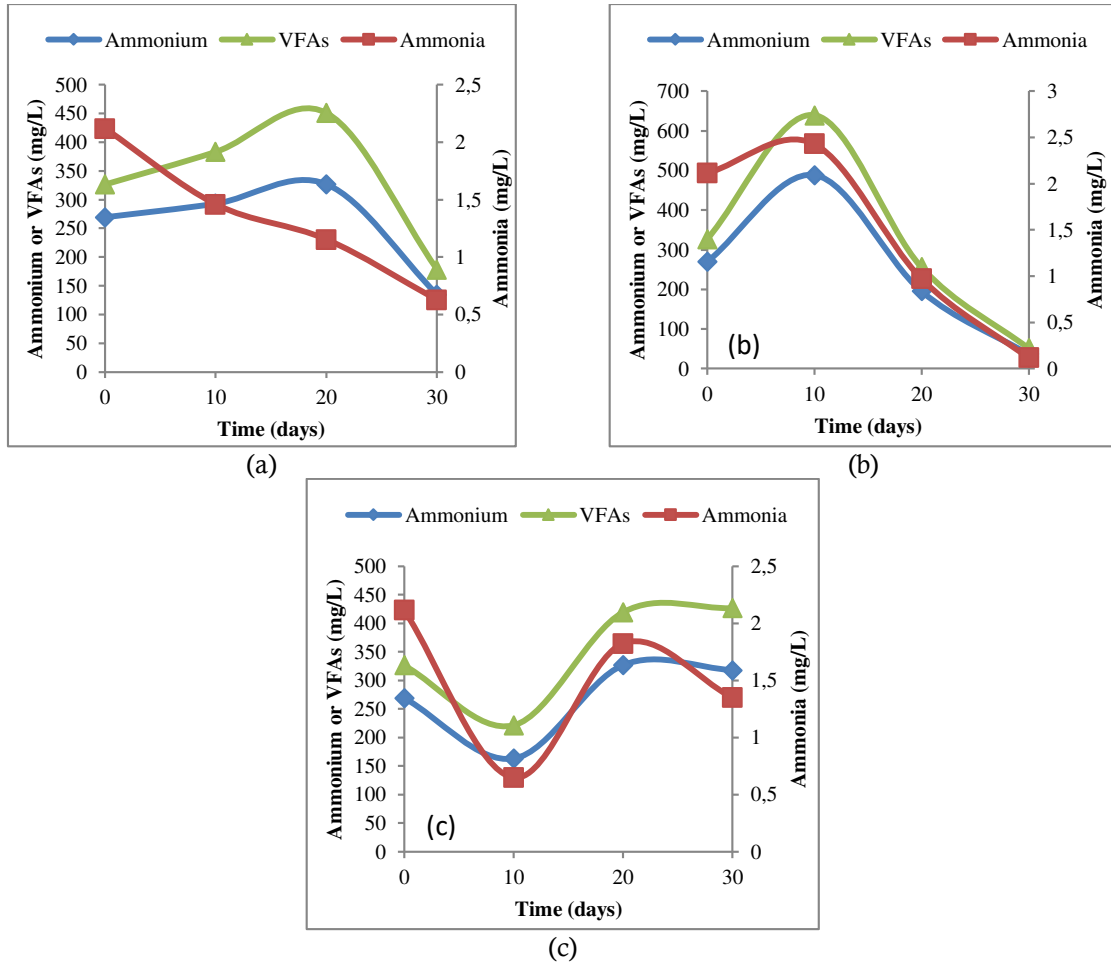 Ammonium VFAs Ammonia
Ammonium or VFAs (mg/L)
500
450
400
350
300
250
200
150
100
50
0
2,5
2
1,5
1
0,5
0
Ammonia (mg/L)
0 10 20 30
Time (days)
(a)
Ammonium VFAs Ammonia
Ammonium or VFAs (mg/L)
700
600
500
400
300
200
100
0
3
2,5
2
1,5
1
0,5
0
Ammonia (mg/L)
(b)
0 10 20 30
Time (days)
(b)
Ammonium VFAs Ammonia
Ammonium or VFAs (mg/L)
500
450
400
350
300
250
200
150
100
50
0
2,5
2
1,5
1
0,5
0
Ammonia (mg/L)
(c)
0 10 20 30
Time (days)
(c)